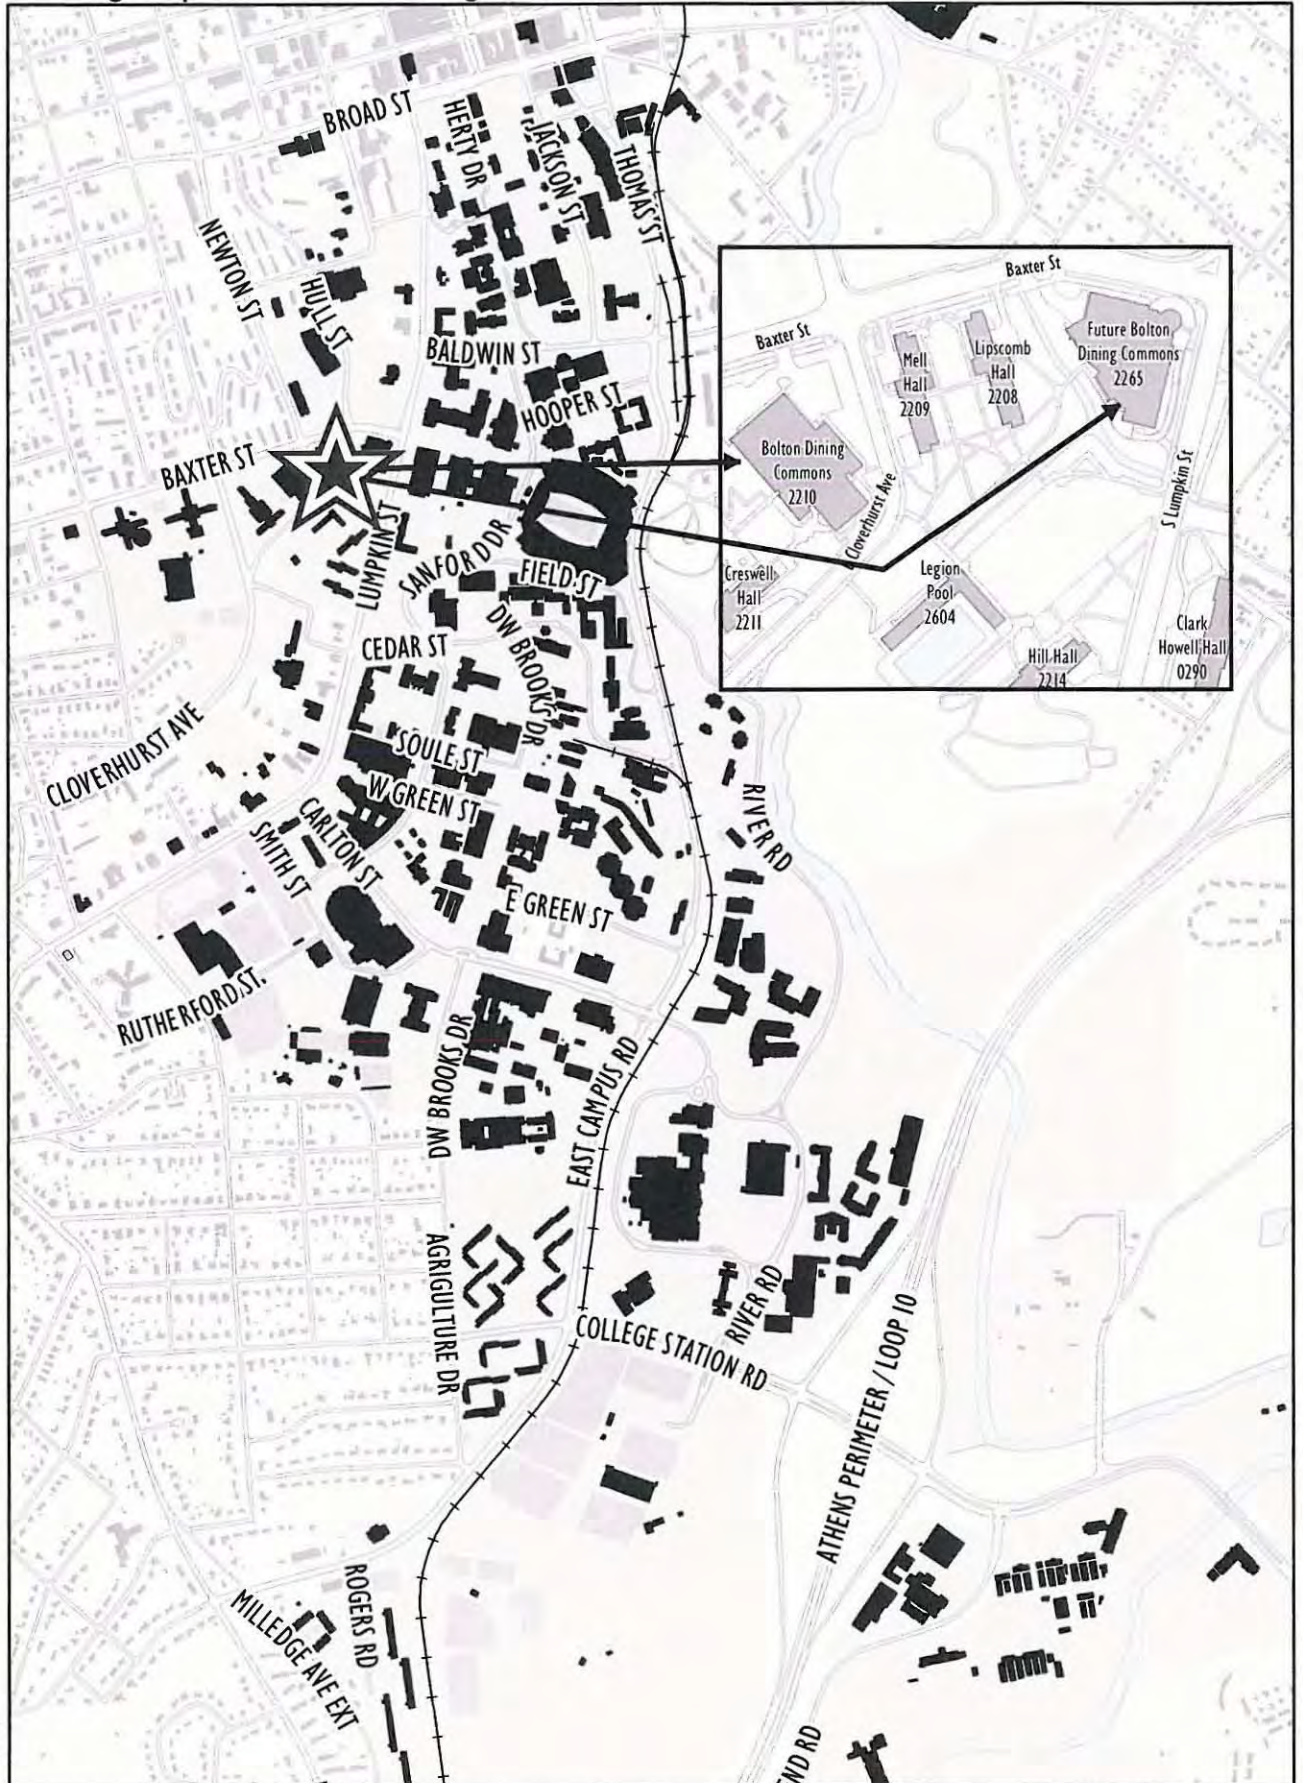 BROAD ST
HERTY DR
JACKSON ST
THOMAS ST
NEWTON ST
HULL ST
BALDWIN ST
HOOPER ST
BAXTER ST
LUMPKIN ST
SANFORD DR
FIELD ST
CEDAR ST
DW BROOKS DR
SOULE ST
W GREEN ST
CLOVERHURST AVE
CARLTON ST
SMITH ST
E GREEN ST
RIVER RD
RUTHERFORD ST.
DW BROOKS DR
EAST CAMPUS RD
AGRIGULTURE DR
RIVER RD
COLLEGE STATION RD
ATHENS PERIMETER / LOOP 10
ROGERS RD
MILLEDGE AVE EXT
END RD
Baxter St
Baxter St
Future Bolton
Dining Commons
2265
Mell
Hall
2209
Lipscomb
Hall
2208
Bolton Dining
Commons
2210
Cloverhurst Ave
S Lumpkin St
Creswell
Hall
2211
Legion
Pool
2604
Hill Hall
2214
Clark
Howell Hall
0290